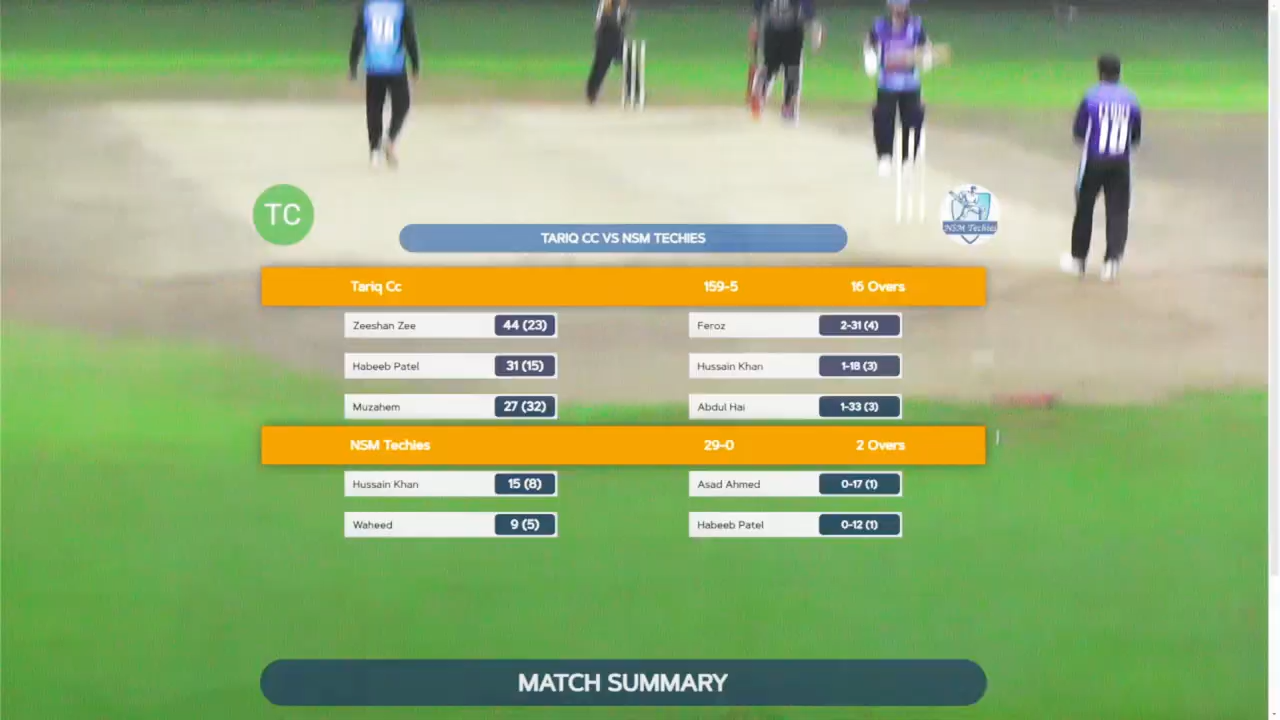 TC
NSM Techies
TARIQ CC VS NSM TECHIES
Tariq Cc 159-5 16 Overs
Zeeshan Zee 44 (23) Feroz 2-31 (4)
Habeeb Patel 31 (15) Hussain Khan 1-18 (3)
Muzahem 27 (32) Abdul Hai 1-33 (3)
NSM Techies 29-0 2 Overs
Hussain Khan 15 (8) Asad Ahmed 0-17 (1)
Waheed 9 (5) Habeeb Patel 0-12 (1)
MATCH SUMMARY